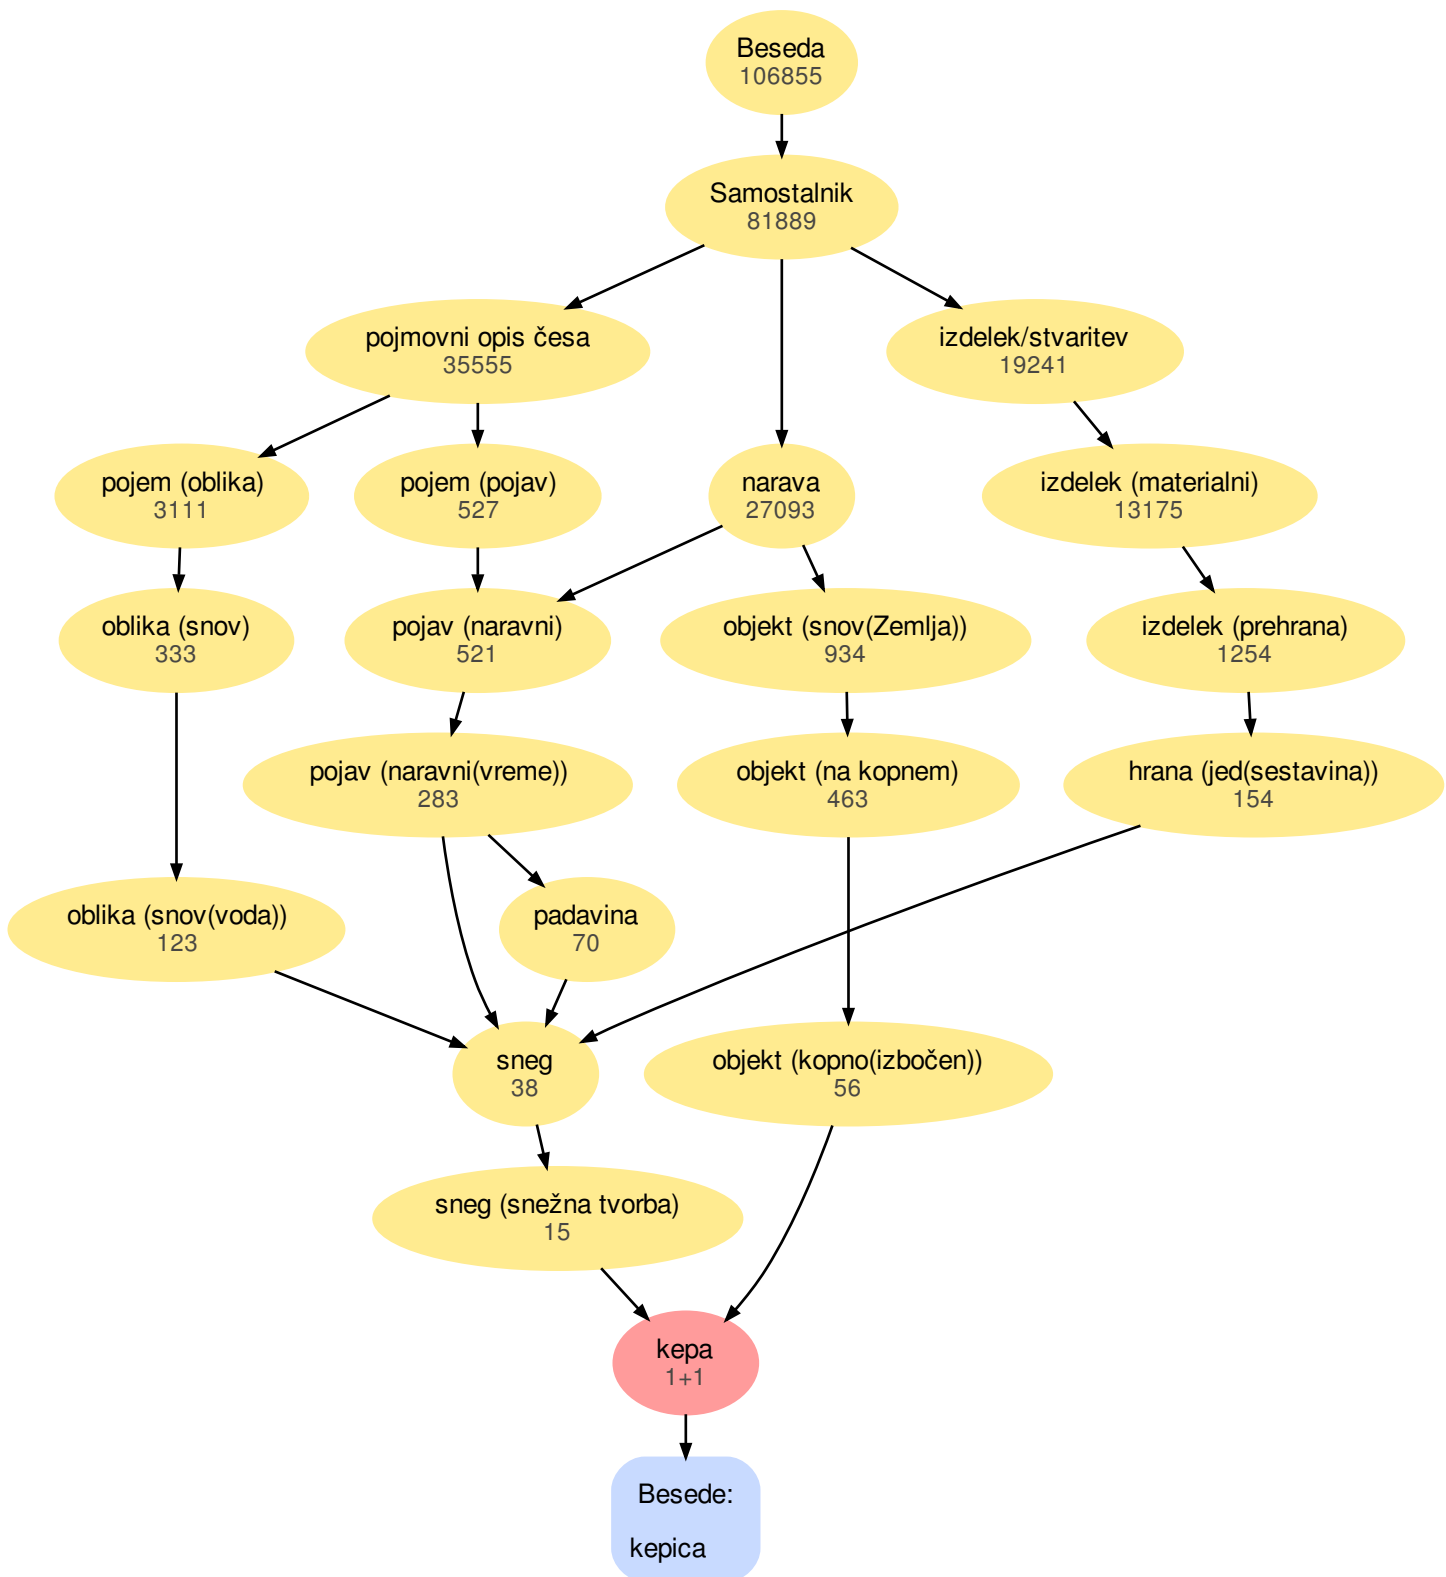 Beseda
106855
Samostalnik
81889
pojmovni opis česa
35555
izdelek/stvaritev
19241
pojem (oblika)
3111
pojem (pojav)
527
narava
27093
izdelek (materialni)
13175
oblika (snov)
333
pojav (naravni)
521
objekt (snov(Zemlja))
934
izdelek (prehrana)
1254
pojav (naravni(vreme))
283
objekt (na kopnem)
463
hrana (jed(sestavina))
154
oblika (snov(voda))
123
padavina
70
sneg
38
objekt (kopno(izbočen))
56
sneg (snežna tvorba)
15
kepa
1+1
Besede:
kepica